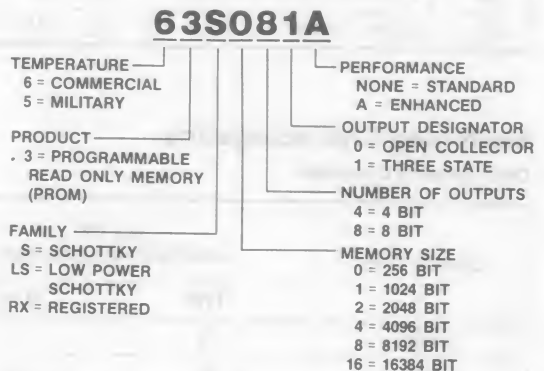 63S081A
TEMPERATURE
6 = COMMERCIAL
5 = MILITARY
PRODUCT
. 3 = PROGRAMMABLE
READ ONLY MEMORY
(PROM)
FAMILY
S = SCHOTTKY
LS = LOW POWER
SCHOTTKY
RX = REGISTERED
PERFORMANCE
NONE = STANDARD
A = ENHANCED
OUTPUT DESIGNATOR
0 = OPEN COLLECTOR
1 = THREE STATE
NUMBER OF OUTPUTS
4 = 4 BIT
8 = 8 BIT
MEMORY SIZE
0 = 256 BIT
1 = 1024 BIT
2 = 2048 BIT
4 = 4096 BIT
8 = 8192 BIT
16 = 16384 BIT